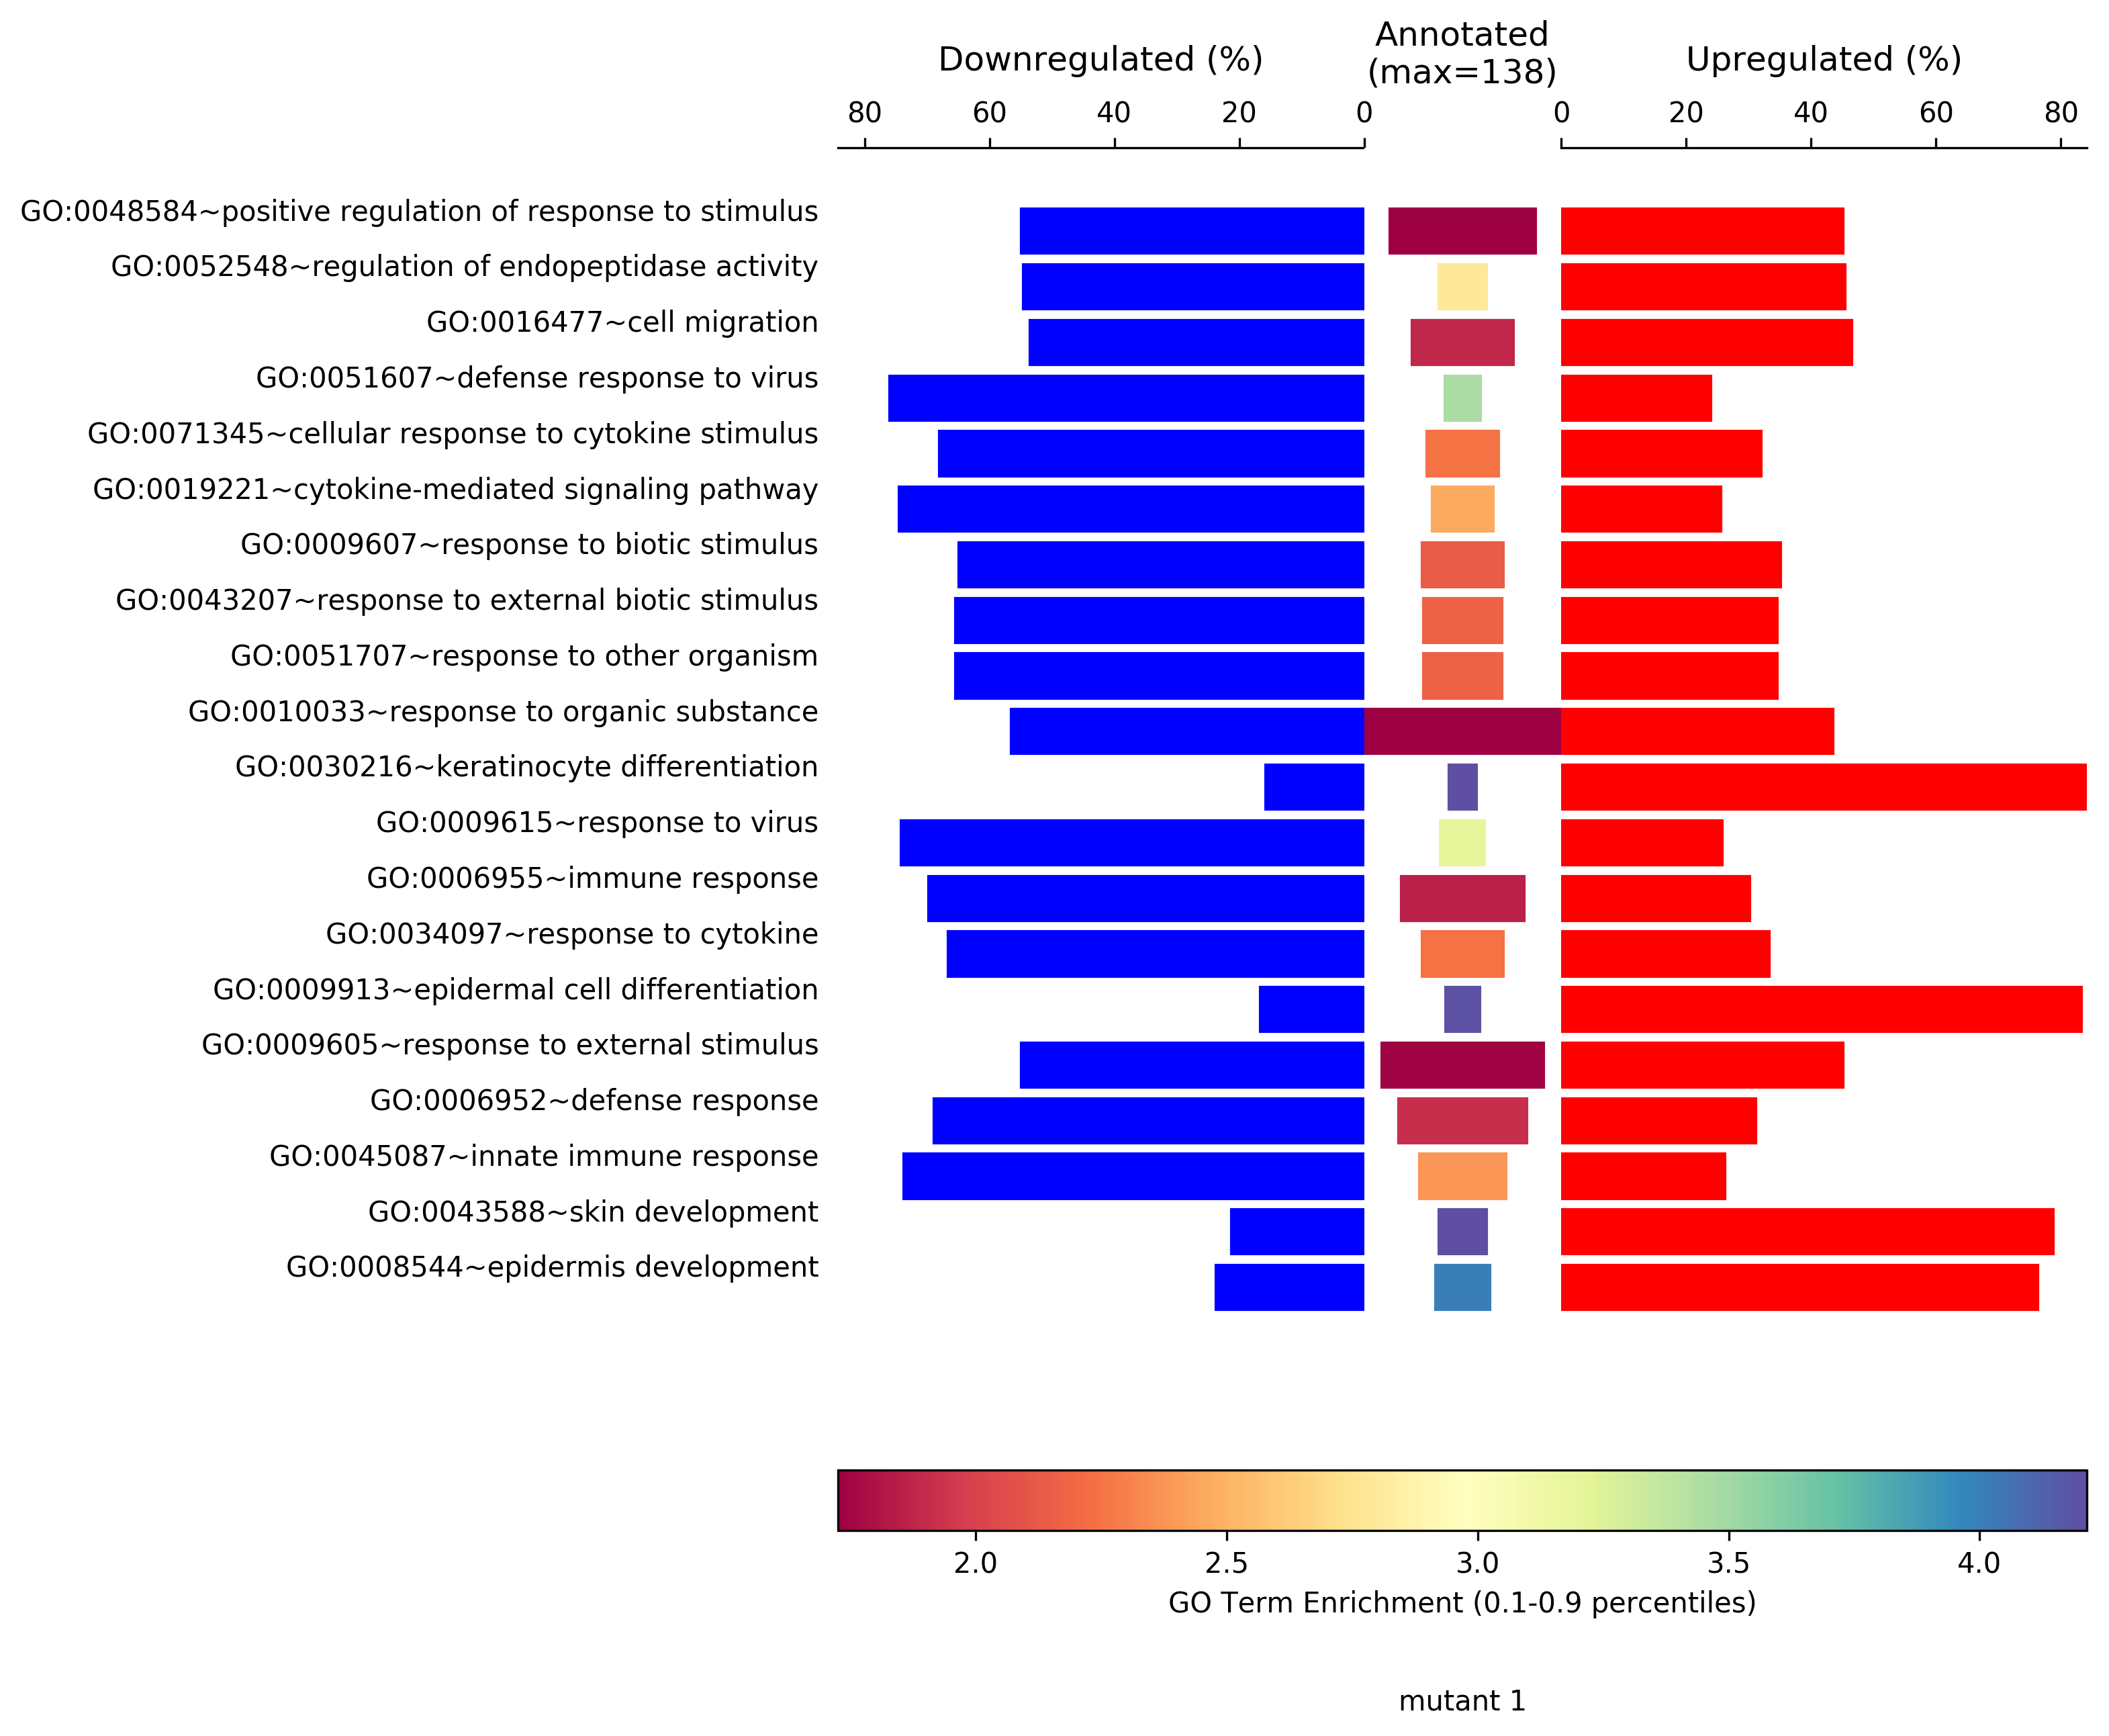 Downregulated (%)
Annotated
(max=138)
Upregulated (%)
80 60 40 20 0
0 20 40 60 80
GO:0048584~positive regulation of response to stimulus
GO:0052548~regulation of endopeptidase activity
GO:0016477~cell migration
GO:0051607~defense response to virus
GO:0071345~cellular response to cytokine stimulus
GO:0019221~cytokine-mediated signaling pathway
GO:0009607~response to biotic stimulus
GO:0043207~response to external biotic stimulus
GO:0051707~response to other organism
GO:0010033~response to organic substance
GO:0030216~keratinocyte differentiation
GO:0009615~response to virus
GO:0006955~immune response
GO:0034097~response to cytokine
GO:0009913~epidermal cell differentiation
GO:0009605~response to external stimulus
GO:0006952~defense response
GO:0045087~innate immune response
GO:0043588~skin development
GO:0008544~epidermis development
2.0 2.5 3.0 3.5 4.0
GO Term Enrichment (0.1-0.9 percentiles)
mutant 1